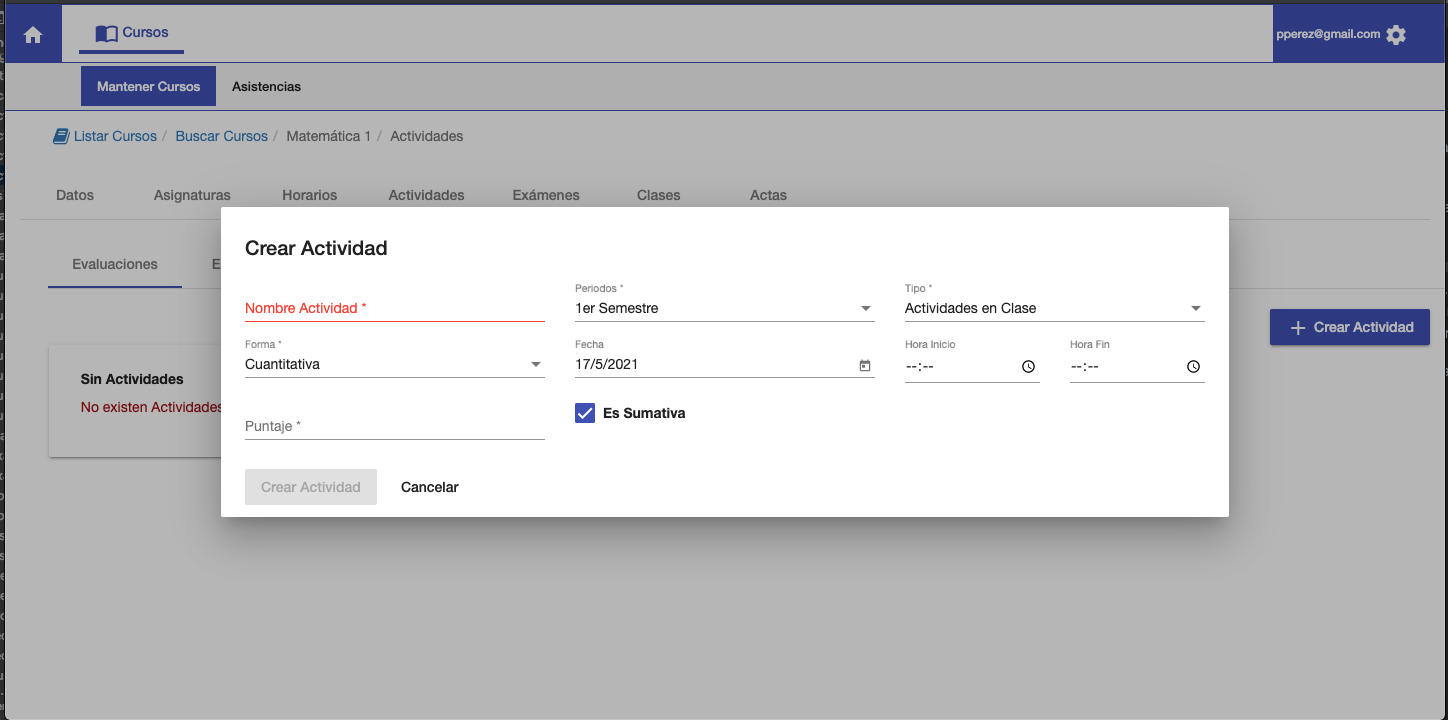 Cursos
pperez@gmail.com
Mantener Cursos Asistencias
Listar Cursos / Buscar Cursos / Matemática 1 / Actividades
Datos Asignaturas Horarios Actividades Exámenes Clases Actas
Evaluaciones
Crear Actividad
Sin Actividades
No existen Actividades
Crear Actividad
Nombre Actividad *
Periodos *
1er Semestre
Tipo *
Actividades en Clase
Forma *
Cuantitativa
Fecha
17/5/2021
Hora Inicio
--:--
Hora Fin
--:--
Puntaje *
Es Sumativa
Crear Actividad Cancelar